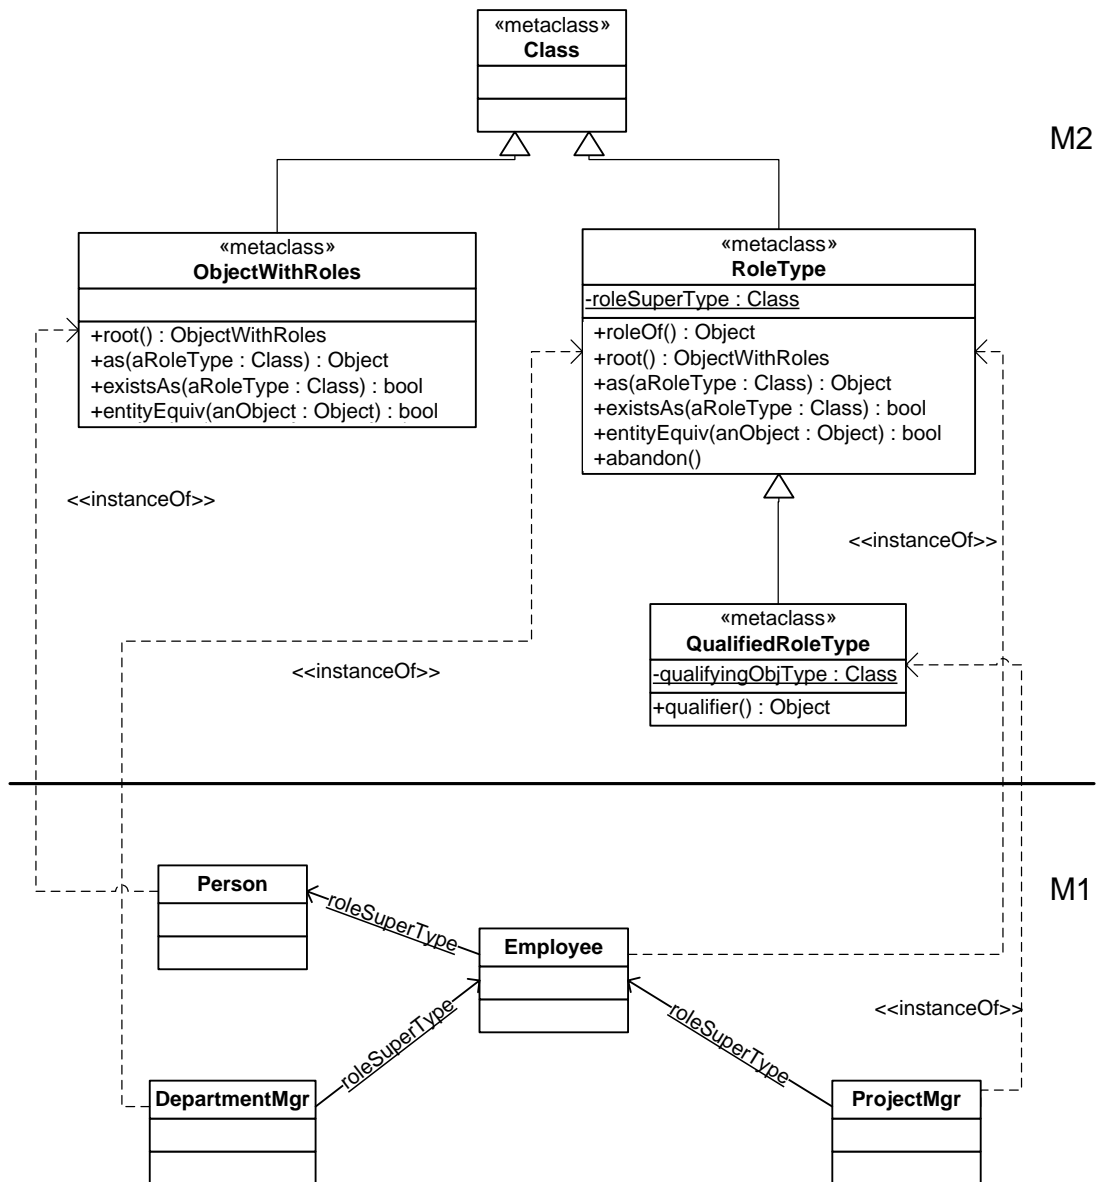 «metaclass»
Class
M2
«metaclass»
ObjectWithRoles
+root() : ObjectWithRoles
+as(aRoleType : Class) : Object
+existsAs(aRoleType : Class) : bool
+entityEquiv(anObject : Object) : bool
«metaclass»
RoleType
-roleSuperType : Class
+roleOf() : Object
+root() : ObjectWithRoles
+as(aRoleType : Class) : Object
+existsAs(aRoleType : Class) : bool
+entityEquiv(anObject : Object) : bool
+abandon()
<<instanceOf>>
<<instanceOf>>
«metaclass»
QualifiedRoleType
-qualifyingObjType : Class
+qualifier() : Object
<<instanceOf>>
Person
M1
roleSuperType
Employee
roleSuperType
roleSuperType
<<instanceOf>>
DepartmentMgr
ProjectMgr